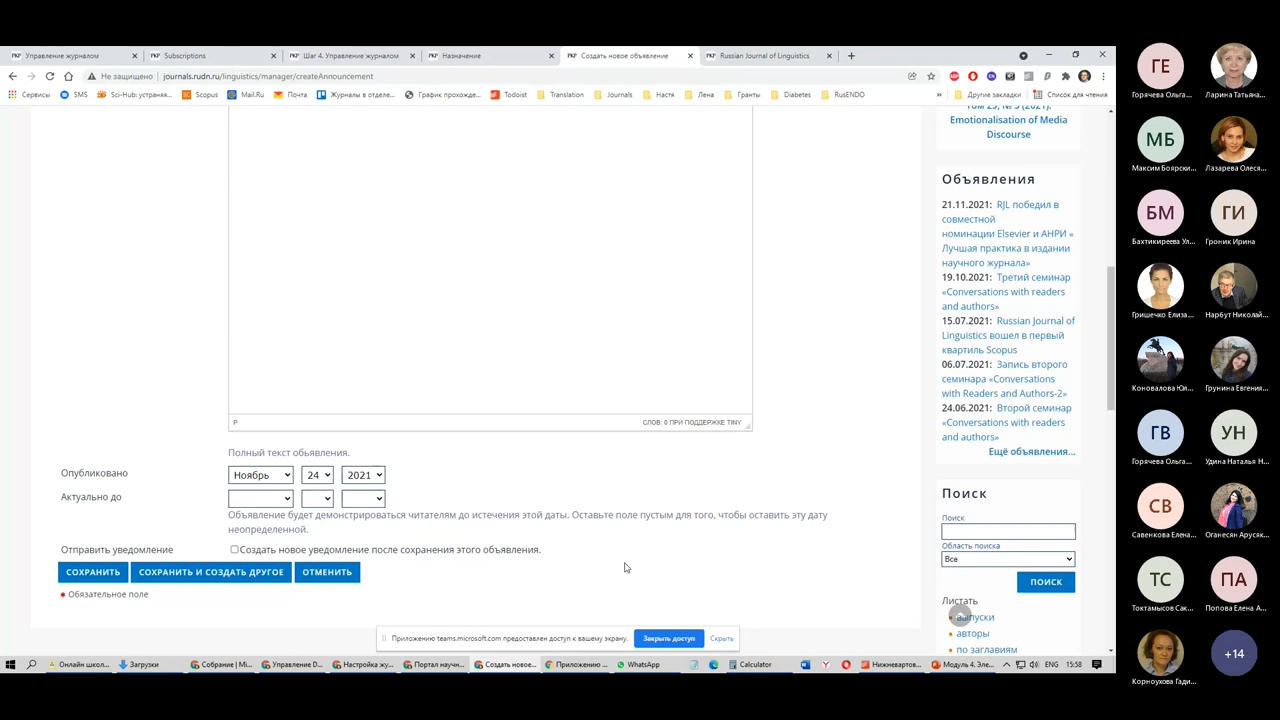 Управление журналом
Subscriptions
Шаг 4. Управление журналом
Назначение
Создать новое объявление
Russian Journal of Linguistics
Не защищено
journals.rudn.ru/linguistics/manager/createAnnouncement
Сервисы
SMS
Sci-Hub: устраняя...
Scopus
Mail.Ru
Почта
Журналы в отделе...
График прохожде...
Todoist
Translation
Journals
Настя
Лена
Гранты
Diabetes
RusENDO
»
Другие закладки
Список для чтения
Emotionalisation of Media
Discourse
Объявления
21.11.2021: RJL победил в
совместной
номинации Elsevier и АНРИ «
Лучшая практика в издании
научного журнала»
19.10.2021: Третий семинар
«Conversations with readers
and authors»
15.07.2021: Russian Journal of
Linguistics вошел в первый
квартиль Scopus
06.07.2021: Запись второго
семинара «Conversations
with Readers and Authors-2»
24.06.2021: Второй семинар
«Conversations with readers
and authors»
Ещё объявления...
P
СЛОВ: 0 ПРИ ПОДДЕРЖКЕ TINY
Полный текст объявления.
Опубликовано
Ноябрь
24
2021
Актуально до
Объявление будет демонстрироваться читателям до истечения этой даты. Оставьте поле пустым для того, чтобы оставить эту дату
неопределенной.
Отправить уведомление
Создать новое уведомление после сохранения этого объявления.
СОХРАНИТЬ
СОХРАНИТЬ И СОЗДАТЬ ДРУГОЕ
ОТМЕНИТЬ
Обязательное поле
Поиск
Поиск
Область поиска
Все
ПОИСК
Листать
выпуски
авторы
по заглавиям
Приложению teams.microsoft.com предоставлен доступ к вашему экрану.
Закрыть доступ
Скрыть
Онлайн школ...
Загрузки
Собрание | Mi...
Управление D...
Настройка жу...
Портал научн...
Создать новое...
Приложению ...
WhatsApp
Calculator
Нижневартов...
Модуль 4. Эле...
ENG
15:58
ГЕ
Горячева Ольга...
Ларина Татьяна...
МБ
Максим Боярски...
Лазарева Олеся...
БМ
Бахтикиреева Ул...
ГИ
Гроник Ирина
Гришечко Елиза...
Нарбут Николай...
Коновалова Юл...
Грунина Евгения...
ГВ
Горячева Ольга...
УН
Удина Наталья Н...
СВ
Савенкова Елена...
Оганесян Арусяк...
ТС
Токтамысов Сак...
ПА
Попова Елена А...
Корноухова Гади...
+14